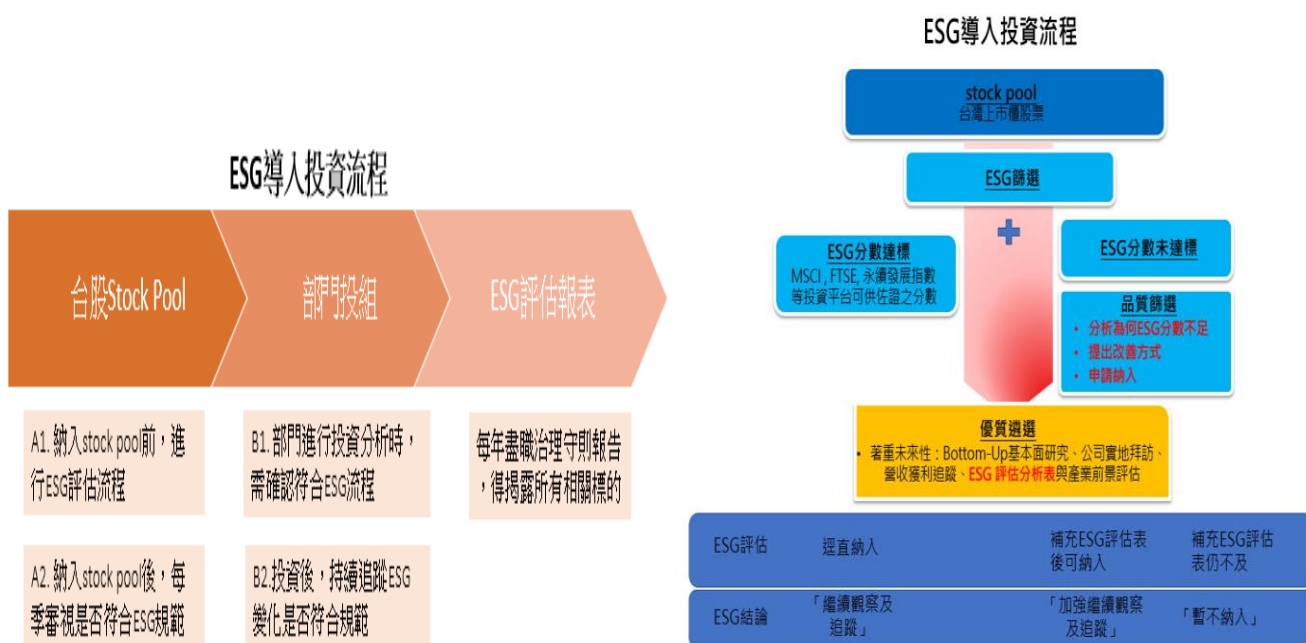 ESG導入投資流程
台股Stock Pool
部門投組
ESG評估報表
A1. 納入stock pool前，進
行ESG評估流程
A2. 納入stock pool後，每
季審視是否符合ESG規範
B1. 部門進行投資分析時，
需確認符合ESG流程
B2.投資後，持續追蹤ESG
變化是否符合規範
每年盡職治理守則報告
，得揭露所有相關標的
ESG導入投資流程
stock pool
台灣上市櫃股票
ESG篩選
ESG分數達標
MSCI , FTSE, 永續發展指數
等投資平台可供佐證之分數
ESG分數未達標
品質篩選
• 分析為何ESG分數不足
• 提出改善方式
• 申請納入
優質遴選
• 著重未來性：Bottom-Up基本面研究、公司實地拜訪、
營收獲利追蹤、ESG 評估分析表與產業前景評估
ESG評估
逕直納入
補充ESG評估表
後可納入
補充ESG評估
表仍不及
ESG結論
「繼續觀察及
追蹤」
「加強繼續觀察
及追蹤」
「暫不納入」